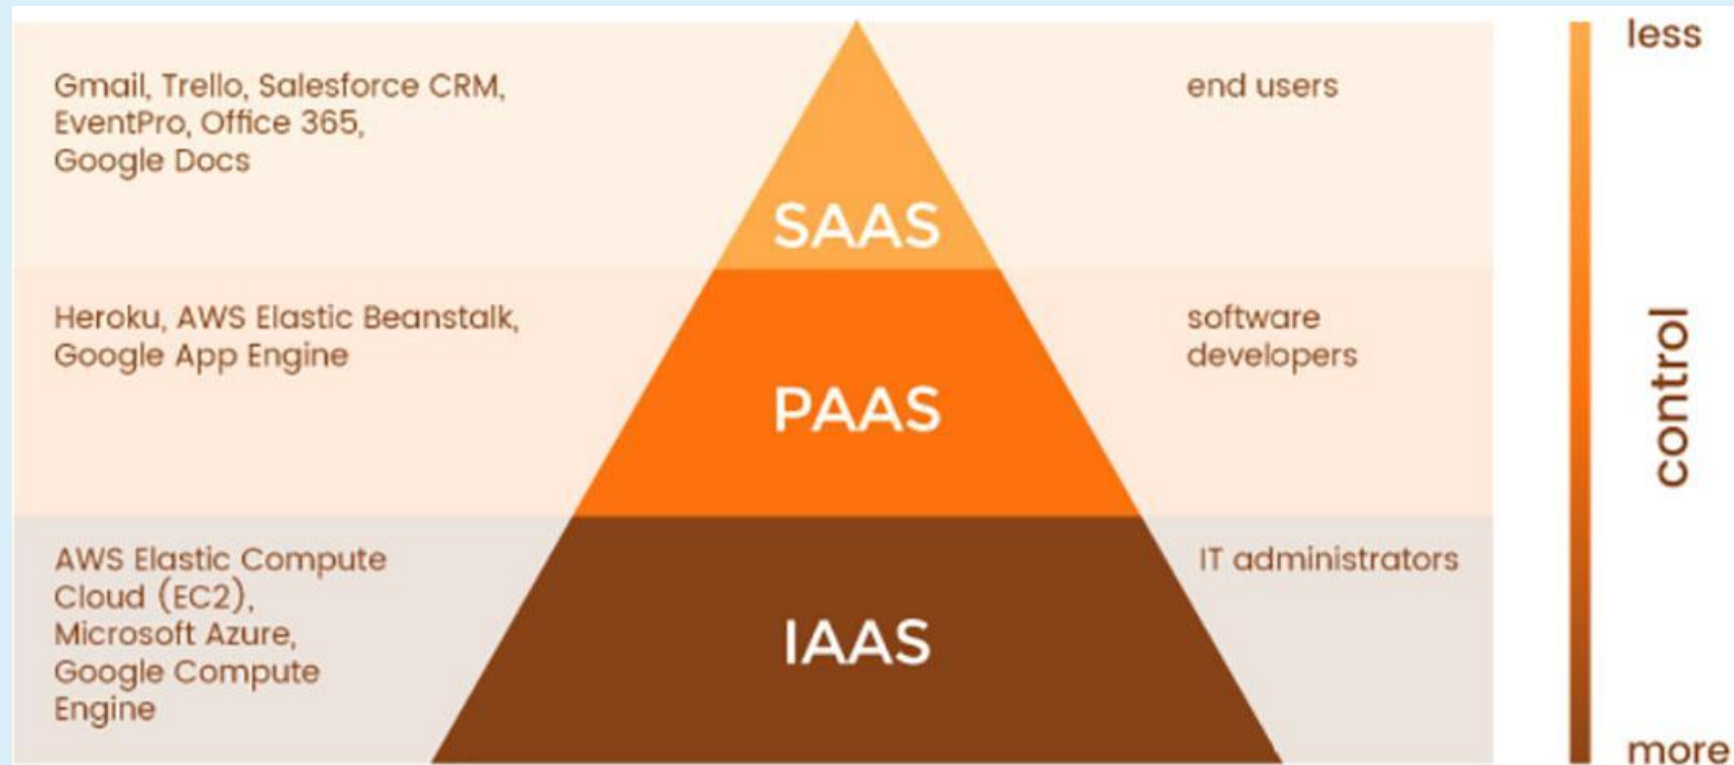 less
Gmail, Trello, Salesforce CRM,
EventPro, Office 365,
Google Docs
end users
SAAS
Heroku, AWS Elastic Beanstalk,
Google App Engine
software
developers
PAAS
control
AWS Elastic Compute
Cloud (EC2),
Microsoft Azure,
Google Compute
Engine
IT administrators
IAAS
more